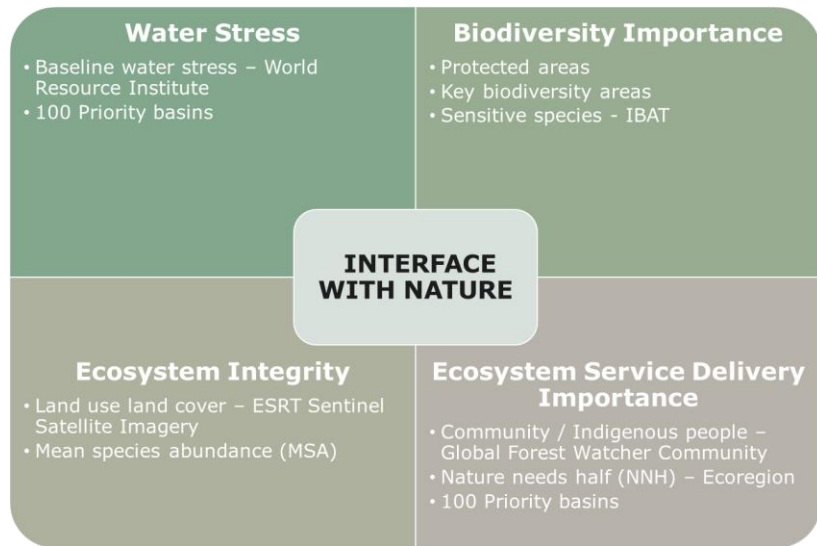 Water Stress
• Baseline water stress – World
Resource Institute
• 100 Priority basins
Biodiversity Importance
• Protected areas
• Key biodiversity areas
• Sensitive species - IBAT
INTERFACE
WITH NATURE
Ecosystem Integrity
• Land use land cover – ESRT Sentinel
Satellite Imagery
• Mean species abundance (MSA)
Ecosystem Service Delivery
Importance
• Community / Indigenous people –
Global Forest Watcher Community
• Nature needs half (NNH) – Ecoregion
• 100 Priority basins